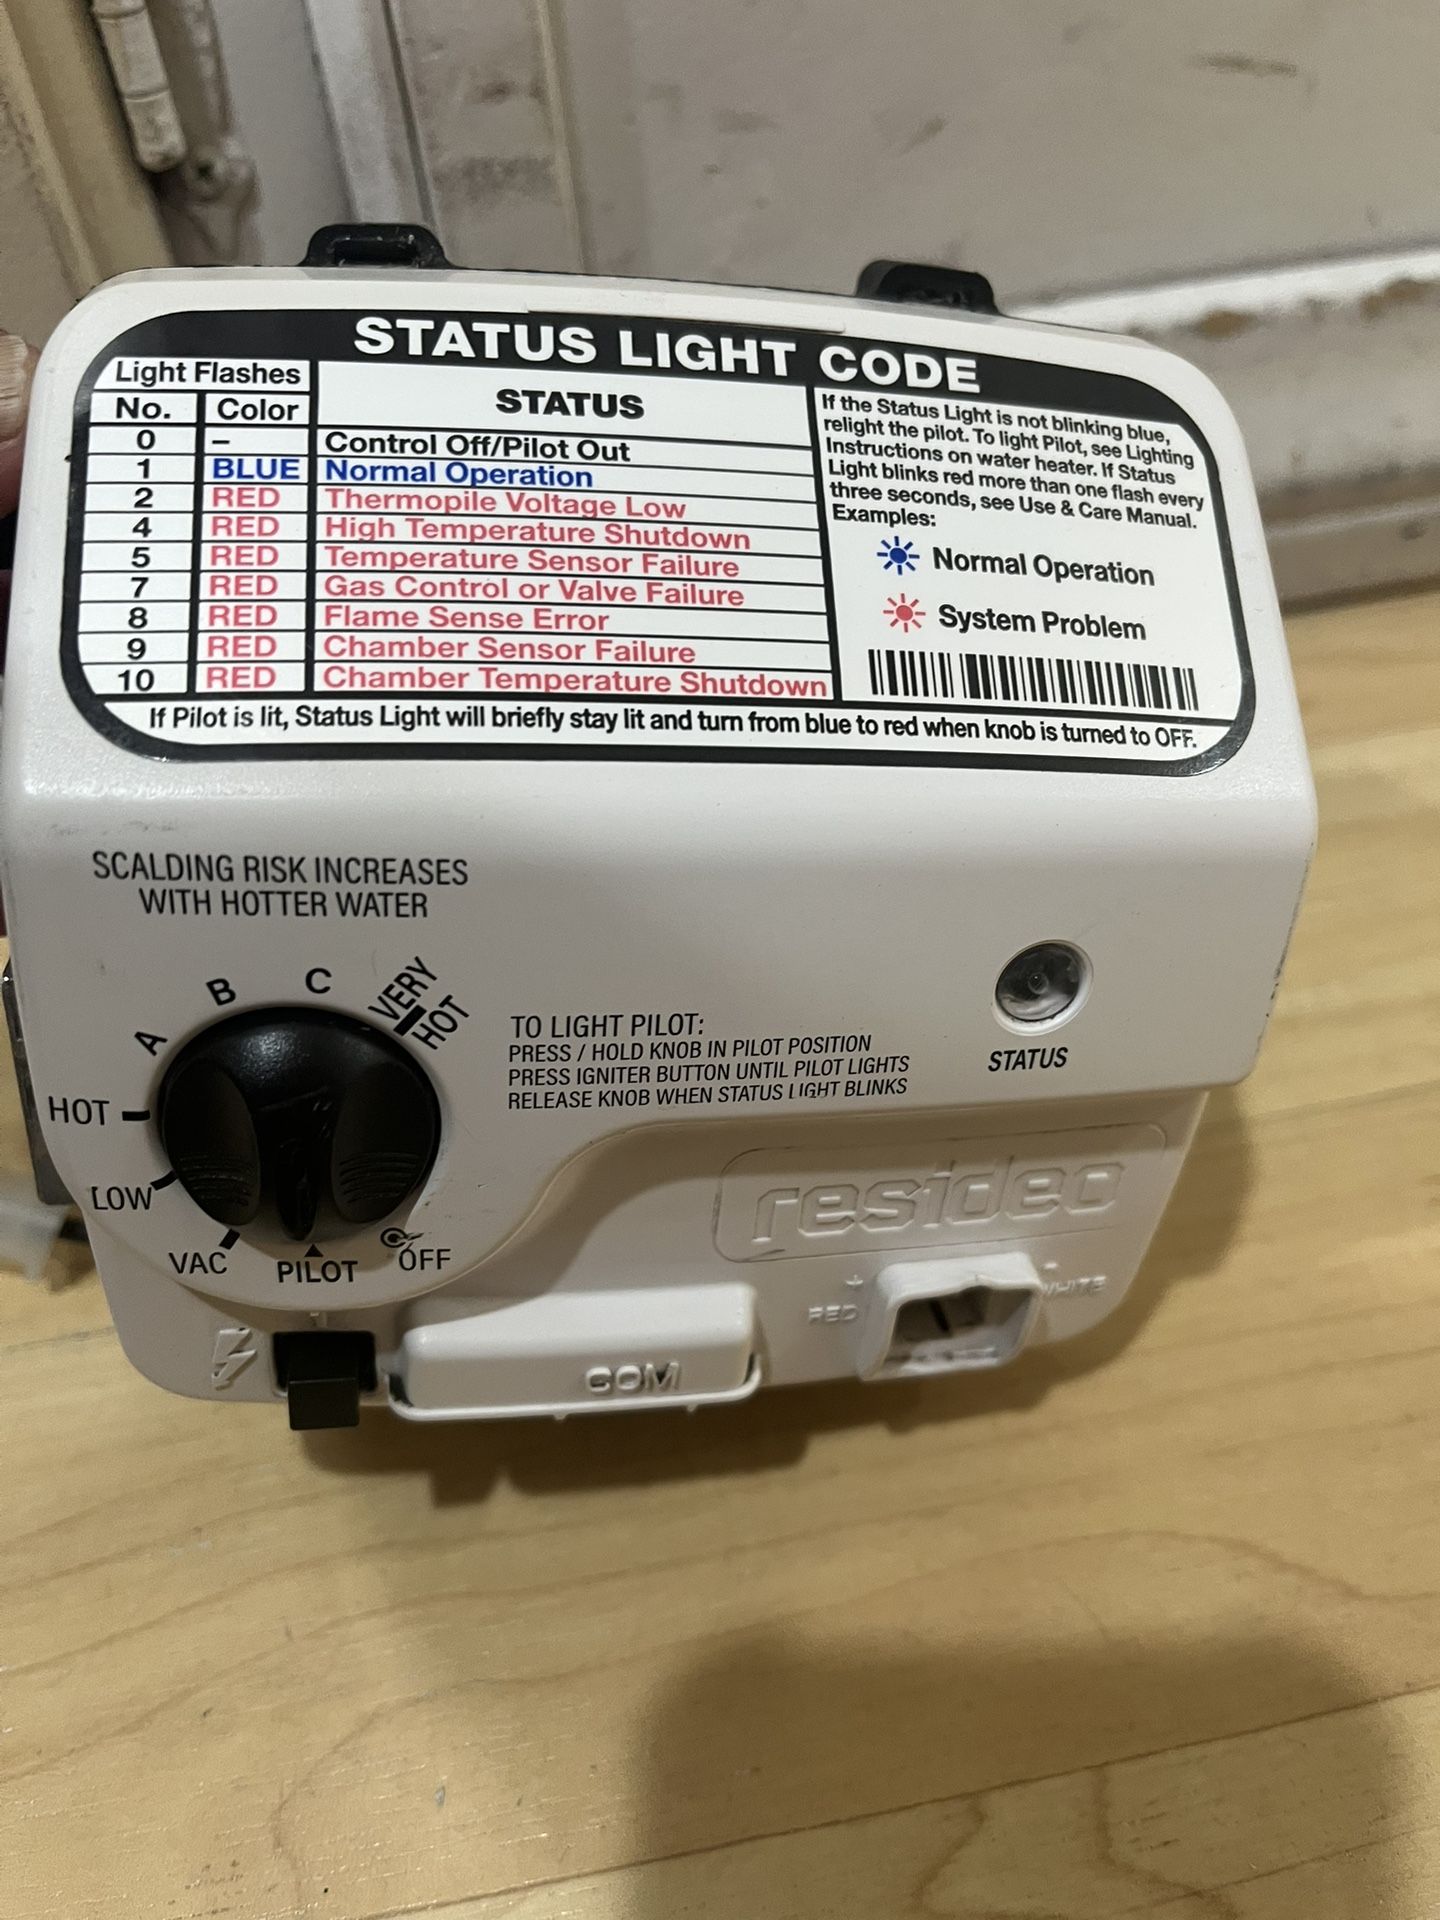 STATUS LIGHT CODE
Light Flashes
No. Color STATUS
0 – Control Off/Pilot Out
1 BLUE Normal Operation
2 RED Thermopile Voltage Low
4 RED High Temperature Shutdown
5 RED Temperature Sensor Failure
7 RED Gas Control or Valve Failure
8 RED Flame Sense Error
9 RED Chamber Sensor Failure
10 RED Chamber Temperature Shutdown
If the Status Light is not blinking blue,
relight the pilot. To light Pilot, see Lighting
Instructions on water heater. If Status
Light blinks red more than one flash every
three seconds, see Use & Care Manual.
Examples:
Normal Operation
System Problem
If Pilot is lit, Status Light will briefly stay lit and turn from blue to red when knob is turned to OFF.
SCALDING RISK INCREASES
WITH HOTTER WATER
VERY
HOT
C
B
A
HOT
LOW
VAC
PILOT
OFF
TO LIGHT PILOT:
PRESS / HOLD KNOB IN PILOT POSITION
PRESS IGNITER BUTTON UNTIL PILOT LIGHTS
RELEASE KNOB WHEN STATUS LIGHT BLINKS
STATUS
resideo
+ -
RED WHITE
COM